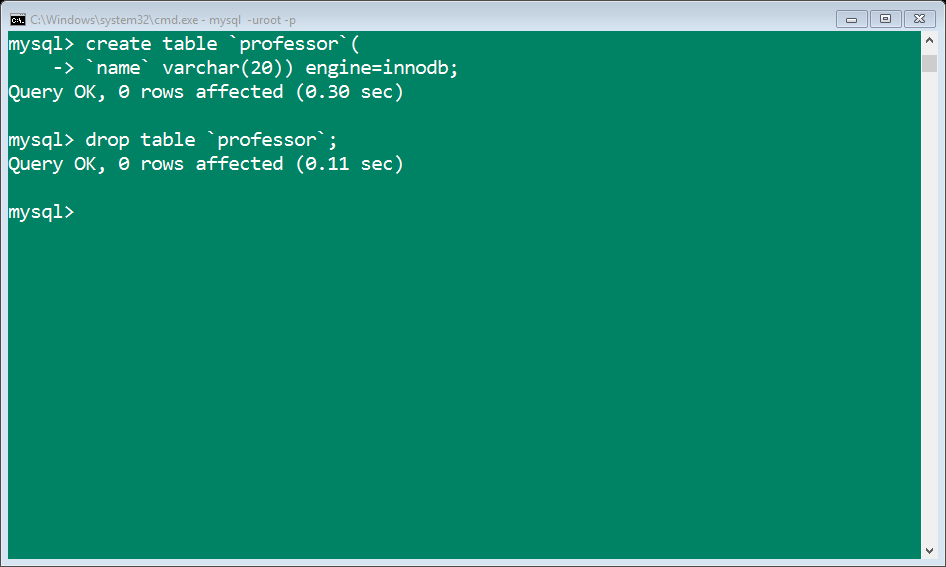 C:\Windows\system32\cmd.exe - mysql -uroot -p
mysql> create table `professor`(
    -> `name` varchar(20)) engine=innodb;
Query OK, 0 rows affected (0.30 sec)
mysql> drop table `professor`;
Query OK, 0 rows affected (0.11 sec)
mysql>